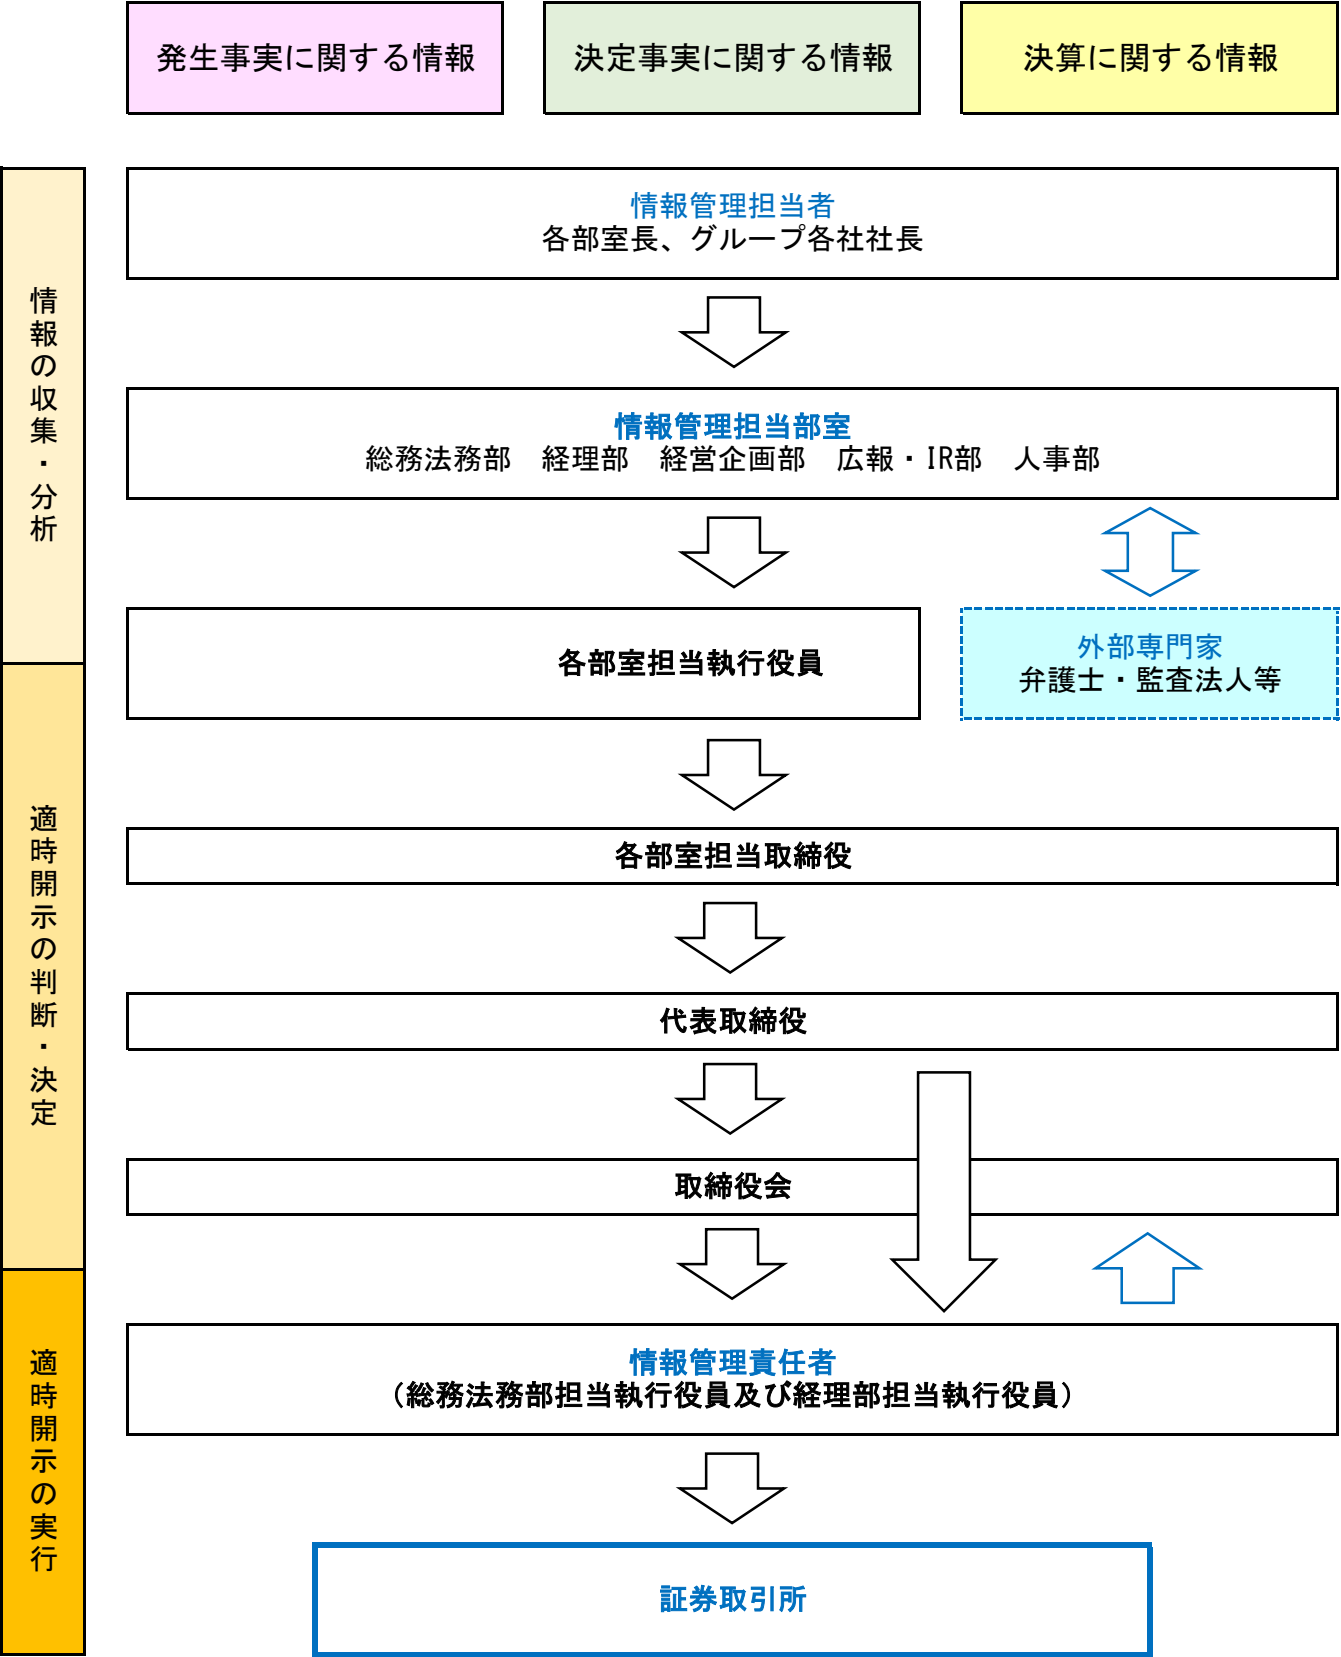 発生事実に関する情報
決定事実に関する情報
決算に関する情報
情報の収集・分析
情報管理担当者
各部室長、グループ各社社長
情報管理担当部室
総務法務部　経理部　経営企画部　広報・IR部　人事部
各部室担当執行役員
外部専門家
弁護士・監査法人等
適時開示の判断・決定
各部室担当取締役
代表取締役
取締役会
適時開示の実行
情報管理責任者
（総務法務部担当執行役員及び経理部担当執行役員）
証券取引所